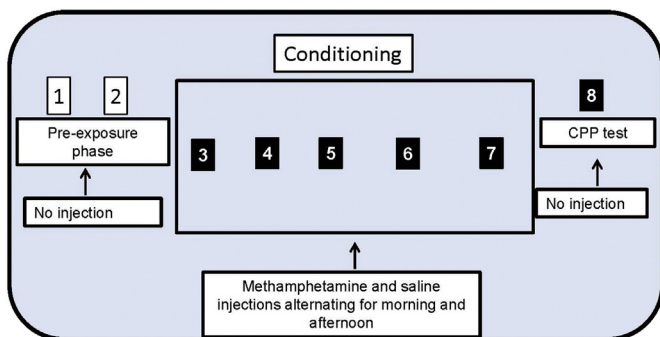 Conditioning
1 2
Pre-exposure
phase
No injection
3 4 5 6 7
Methamphetamine and saline
injections alternating for morning and
afternoon
8
CPP test
No injection